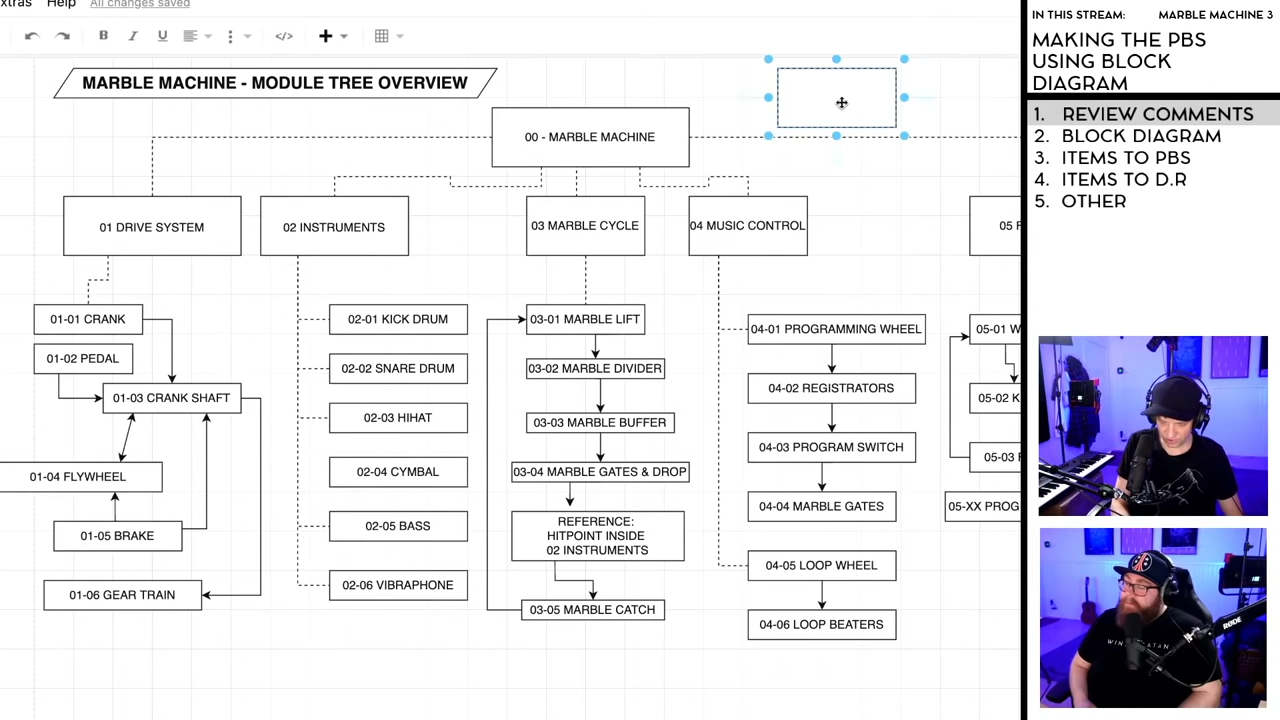 xtras Help All changes saved
B I U </>
MARBLE MACHINE - MODULE TREE OVERVIEW
00 - MARBLE MACHINE
01 DRIVE SYSTEM
02 INSTRUMENTS
03 MARBLE CYCLE
04 MUSIC CONTROL
05 F
01-01 CRANK
01-02 PEDAL
01-03 CRANK SHAFT
01-04 FLYWHEEL
01-05 BRAKE
01-06 GEAR TRAIN
02-01 KICK DRUM
02-02 SNARE DRUM
02-03 HIHAT
02-04 CYMBAL
02-05 BASS
02-06 VIBRAPHONE
03-01 MARBLE LIFT
03-02 MARBLE DIVIDER
03-03 MARBLE BUFFER
03-04 MARBLE GATES & DROP
REFERENCE:
HITPOINT INSIDE
02 INSTRUMENTS
03-05 MARBLE CATCH
04-01 PROGRAMMING WHEEL
04-02 REGISTRATORS
04-03 PROGRAM SWITCH
04-04 MARBLE GATES
04-05 LOOP WHEEL
04-06 LOOP BEATERS
05-01 W
05-02 K
05-03 F
05-XX PROG
IN THIS STREAM: MARBLE MACHINE 3
MAKING THE PBS
USING BLOCK
DIAGRAM
1. REVIEW COMMENTS
2. BLOCK DIAGRAM
3. ITEMS TO PBS
4. ITEMS TO D.R
5. OTHER
RØDE